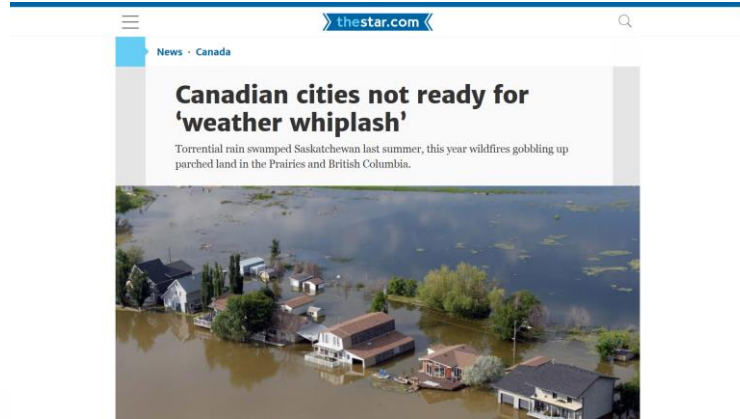 thestar.com
News · Canada
Canadian cities not ready for
‘weather whiplash’
Torrential rain swamped Saskatchewan last summer, this year wildfires gobbling up
parched land in the Prairies and British Columbia.